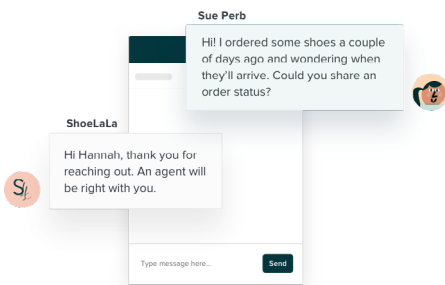 Sue Perb
Hi! I ordered some shoes a couple
of days ago and wondering when
they'll arrive. Could you share an
order status?
ShoeLaLa
Hi Hannah, thank you for
reaching out. An agent will
be right with you.
SL
Type message here...
Send